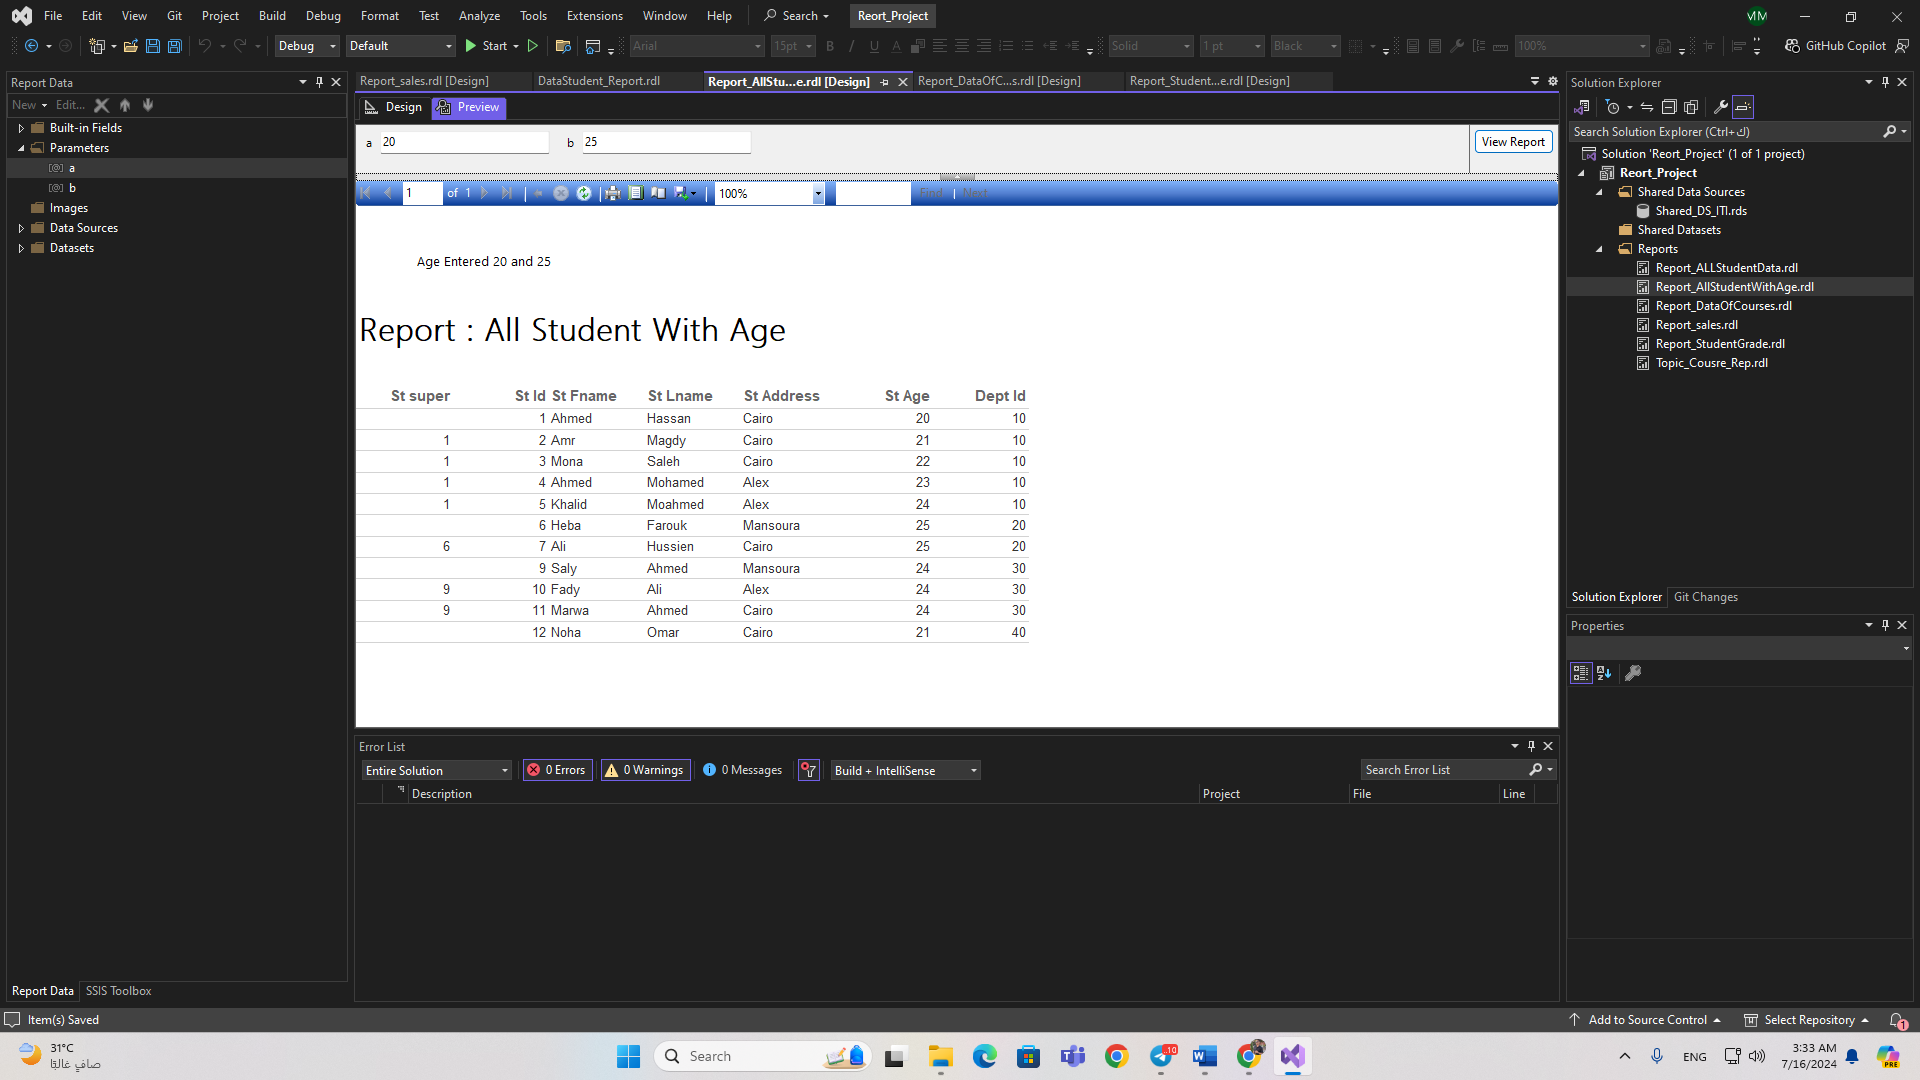 File Edit View Git Project Build Debug Format Test Analyze Tools Extensions Window Help Search Reort_Project VM
Debug Default Start Arial 15pt B I U A Solid 1 pt Black 100% GitHub Copilot
Report Data
New Edit...
Built-in Fields
Parameters
a
b
Images
Data Sources
Datasets
Report Data SSIS Toolbox
Report_sales.rdl [Design] DataStudent_Report.rdl Report_AllStu...e.rdl [Design] Report_DataOfC...s.rdl [Design] Report_Student...e.rdl [Design]
Design Preview
a 20 b 25 View Report
1 of 1 100% Find | Next
Age Entered 20 and 25
Report : All Student With Age
St super St Id St Fname St Lname St Address St Age Dept Id
1 Ahmed Hassan Cairo 20 10
1 2 Amr Magdy Cairo 21 10
1 3 Mona Saleh Cairo 22 10
1 4 Ahmed Mohamed Alex 23 10
1 5 Khalid Moahmed Alex 24 10
6 Heba Farouk Mansoura 25 20
6 7 Ali Hussien Cairo 25 20
9 Saly Ahmed Mansoura 24 30
9 10 Fady Ali Alex 24 30
9 11 Marwa Ahmed Cairo 24 30
12 Noha Omar Cairo 21 40
Error List
Entire Solution 0 Errors 0 Warnings 0 Messages Build + IntelliSense Search Error List
Description Project File Line
Solution Explorer
Search Solution Explorer (Ctrl+ك)
Solution 'Reort_Project' (1 of 1 project)
Reort_Project
Shared Data Sources
Shared_DS_ITI.rds
Shared Datasets
Reports
Report_ALLStudentData.rdl
Report_AllStudentWithAge.rdl
Report_DataOfCourses.rdl
Report_sales.rdl
Report_StudentGrade.rdl
Topic_Cousre_Rep.rdl
Solution Explorer Git Changes
Properties
Item(s) Saved Add to Source Control Select Repository 1
31°C
صافٍ غالبًا
Search
10
ENG
3:33 AM
7/16/2024
PRE